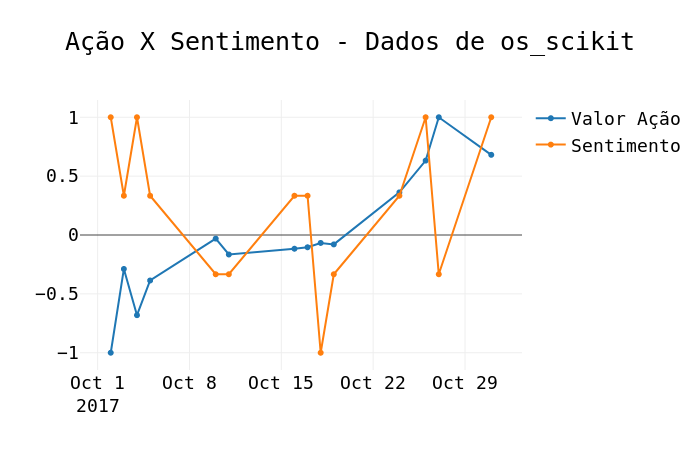 Ação X Sentimento - Dados de os_scikit
Valor Ação
Sentimento
1
0.5
0
−0.5
−1
Oct 1 Oct 8 Oct 15 Oct 22 Oct 29
2017